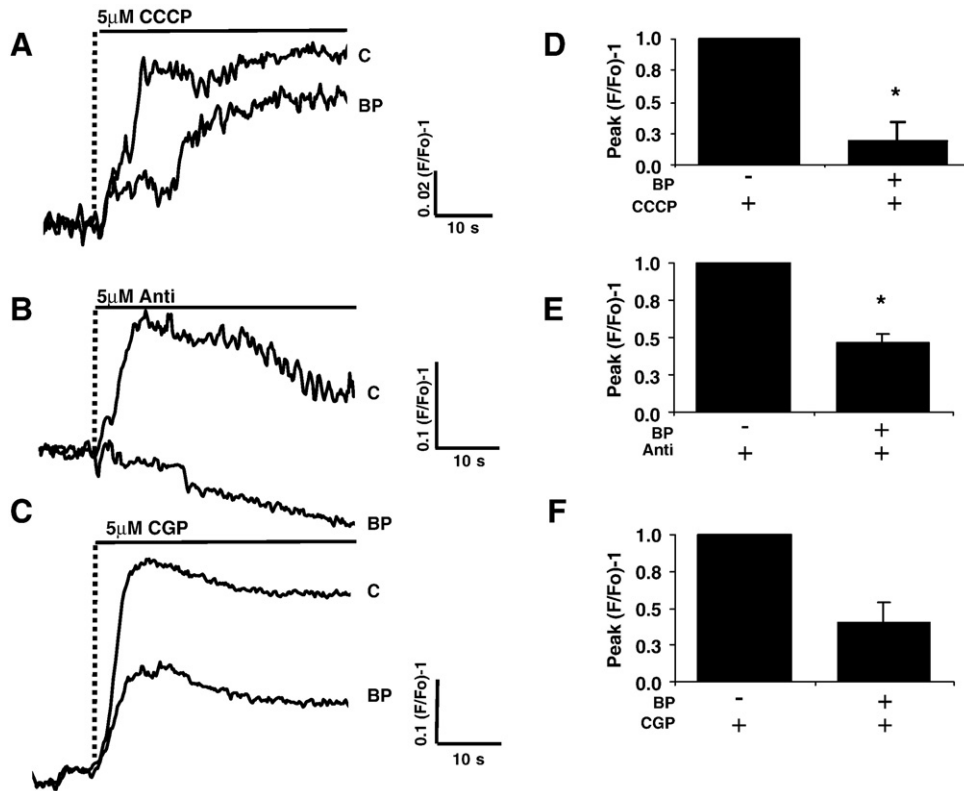 A
5µM CCCP
C
BP
0. 02 (F/Fo)-1
10 s
B
5µM Anti
C
BP
0.1 (F/Fo)-1
10 s
C
5µM CGP
C
BP
0.1 (F/Fo)-1
10 s
D
Peak (F/Fo)-1
1.0
0.8
0.5
0.3
0.0
*
BP - +
CCCP + +
E
Peak (F/Fo)-1
1.0
0.8
0.5
0.3
0.0
*
BP - +
Anti + +
F
Peak (F/Fo)-1
1.0
0.8
0.5
0.3
0.0
BP - +
CGP + +